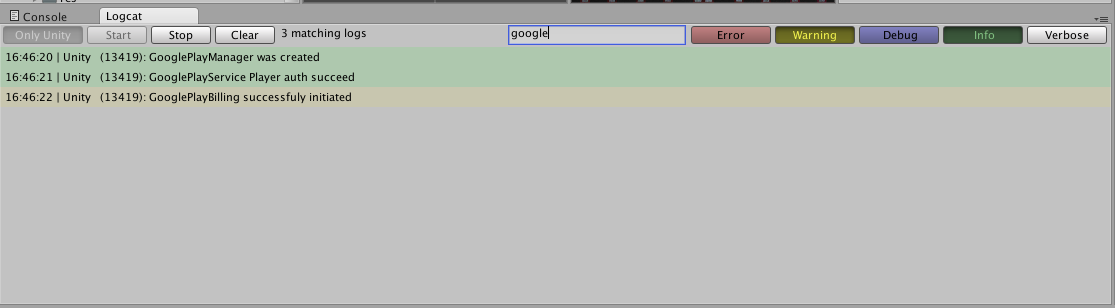 Console Logcat
Only Unity Start Stop Clear 3 matching logs google Error Warning Debug Info Verbose
16:46:20 | Unity (13419): GooglePlayManager was created
16:46:21 | Unity (13419): GooglePlayService Player auth succeed
16:46:22 | Unity (13419): GooglePlayBilling successfuly initiated